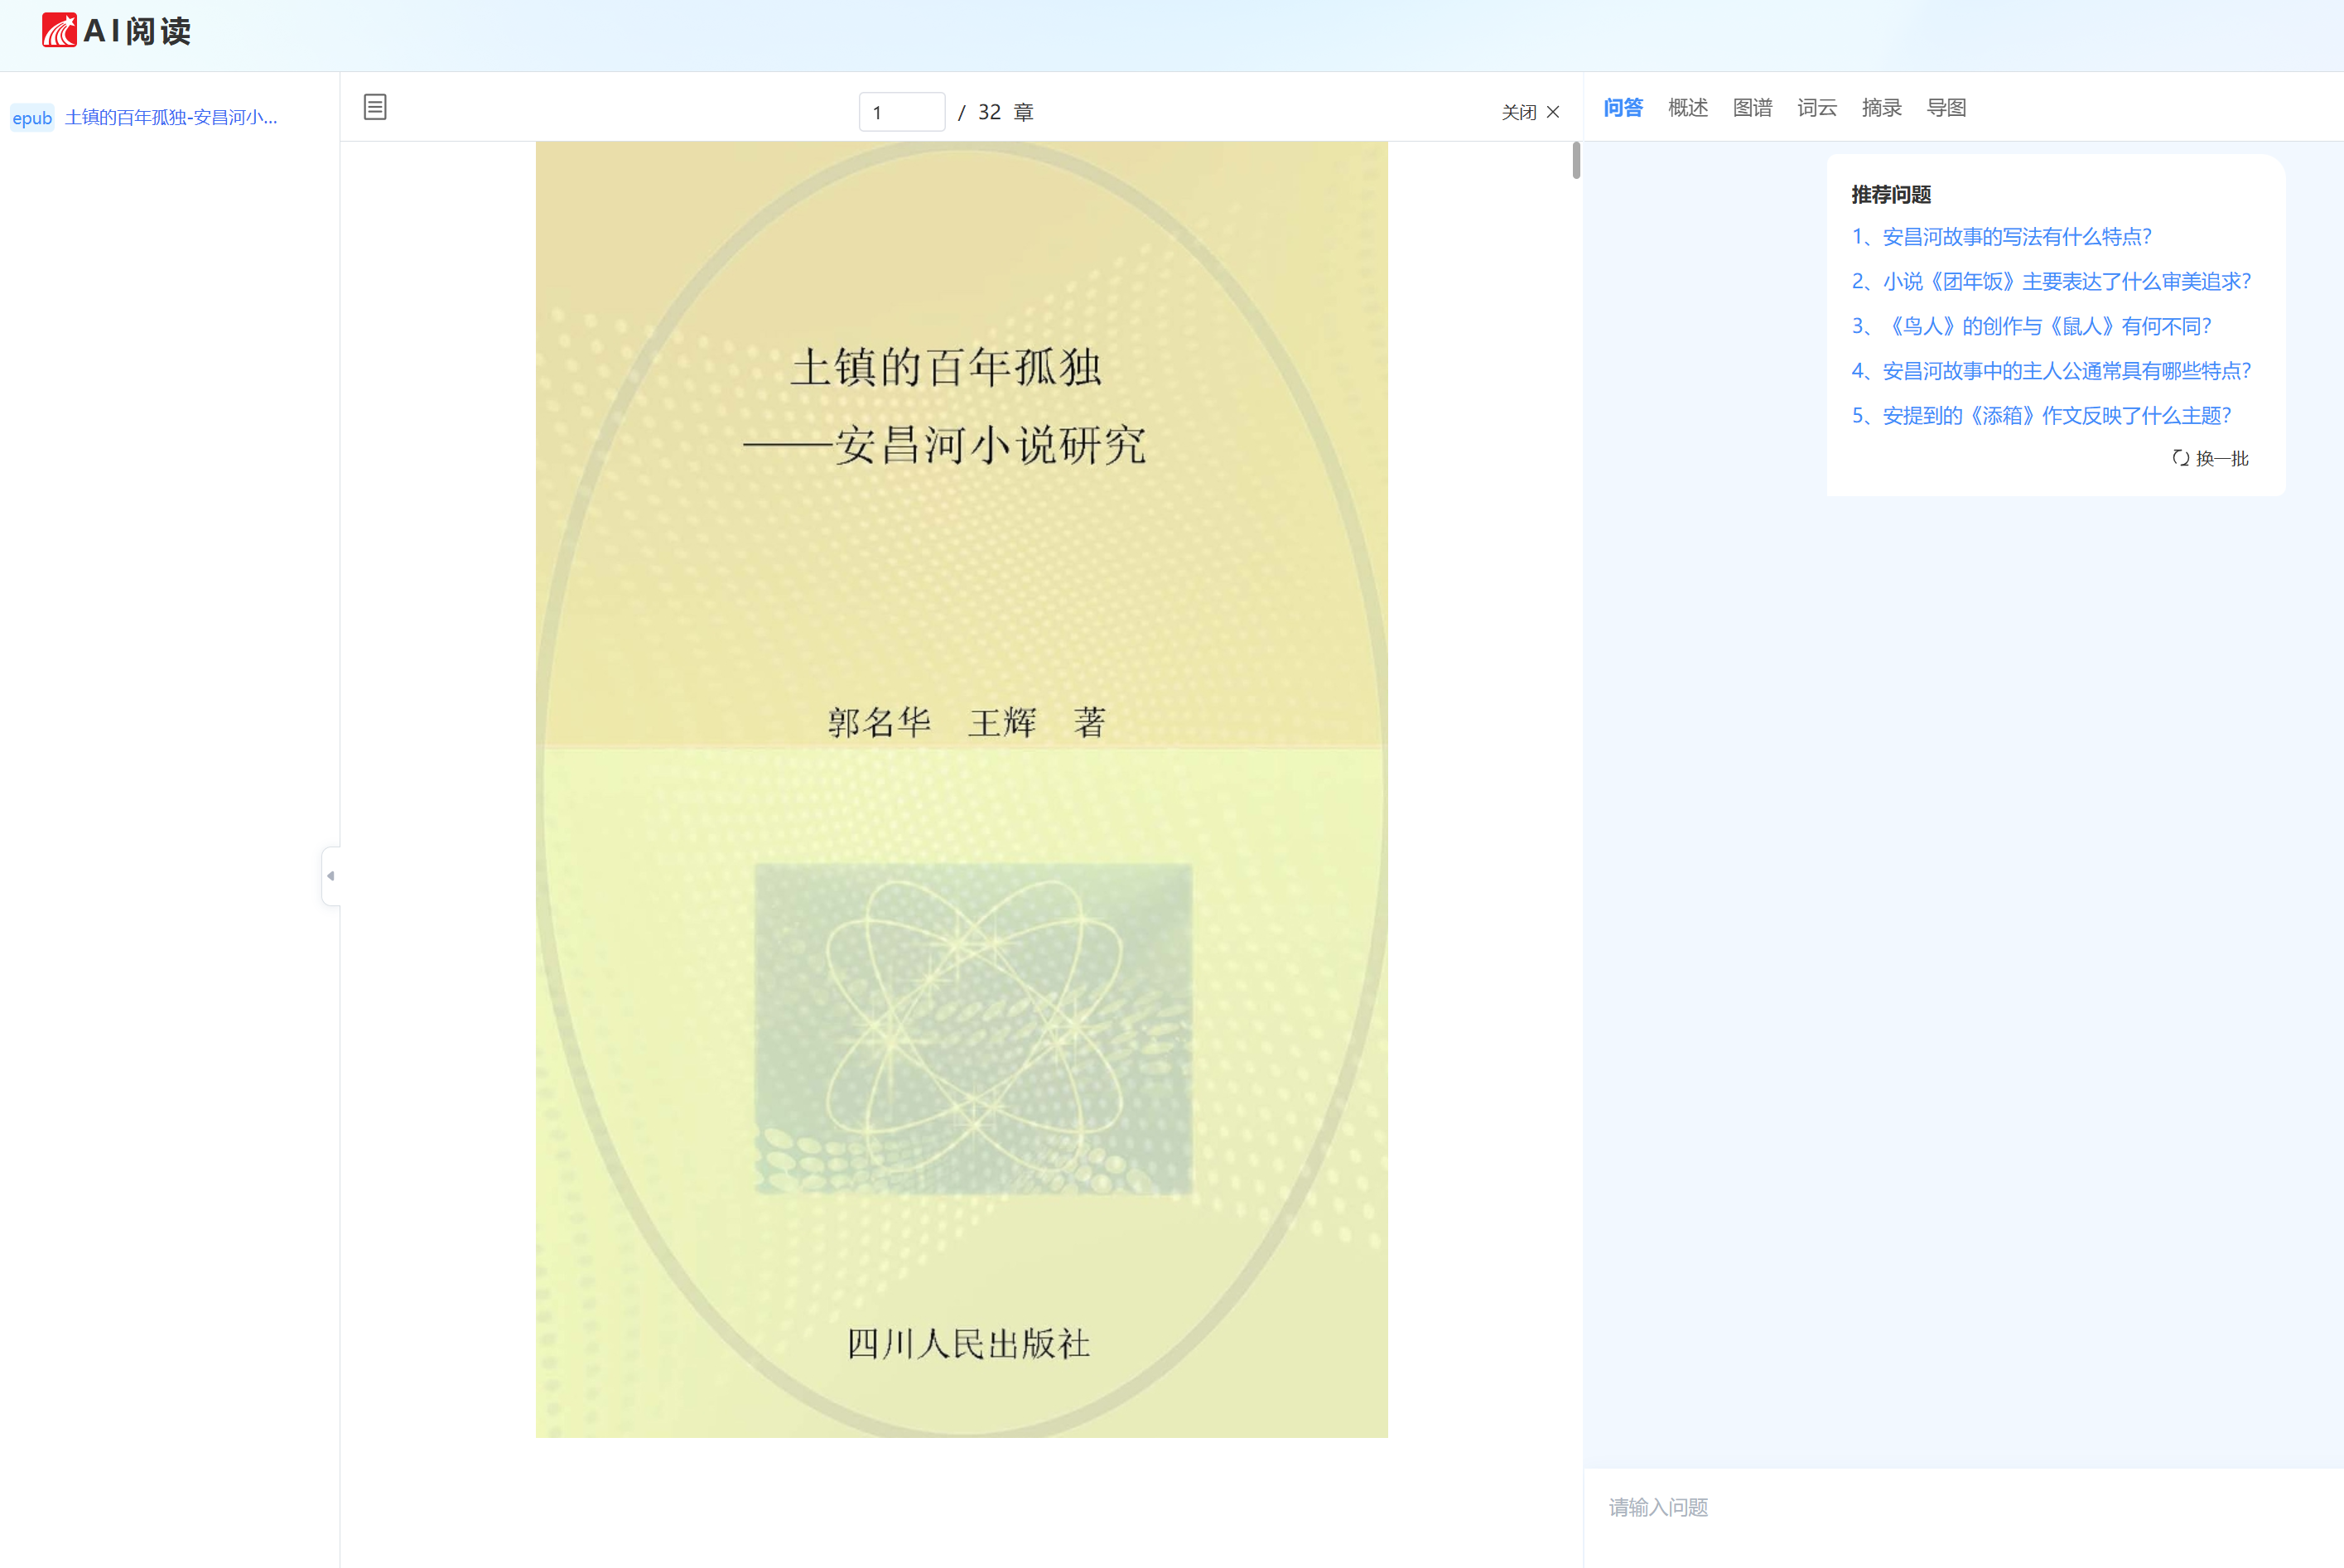 AI阅读
epub 土镇的百年孤独-安昌河小...
1 / 32 章
关闭
问答 概述 图谱 词云 摘录 导图
土镇的百年孤独
——安昌河小说研究
郭名华 王辉 著
四川人民出版社
推荐问题
1、安昌河故事的写法有什么特点?
2、小说《团年饭》主要表达了什么审美追求?
3、《鸟人》的创作与《鼠人》有何不同?
4、安昌河故事中的主人公通常具有哪些特点?
5、安提到的《添箱》作文反映了什么主题?
换一批
请输入问题